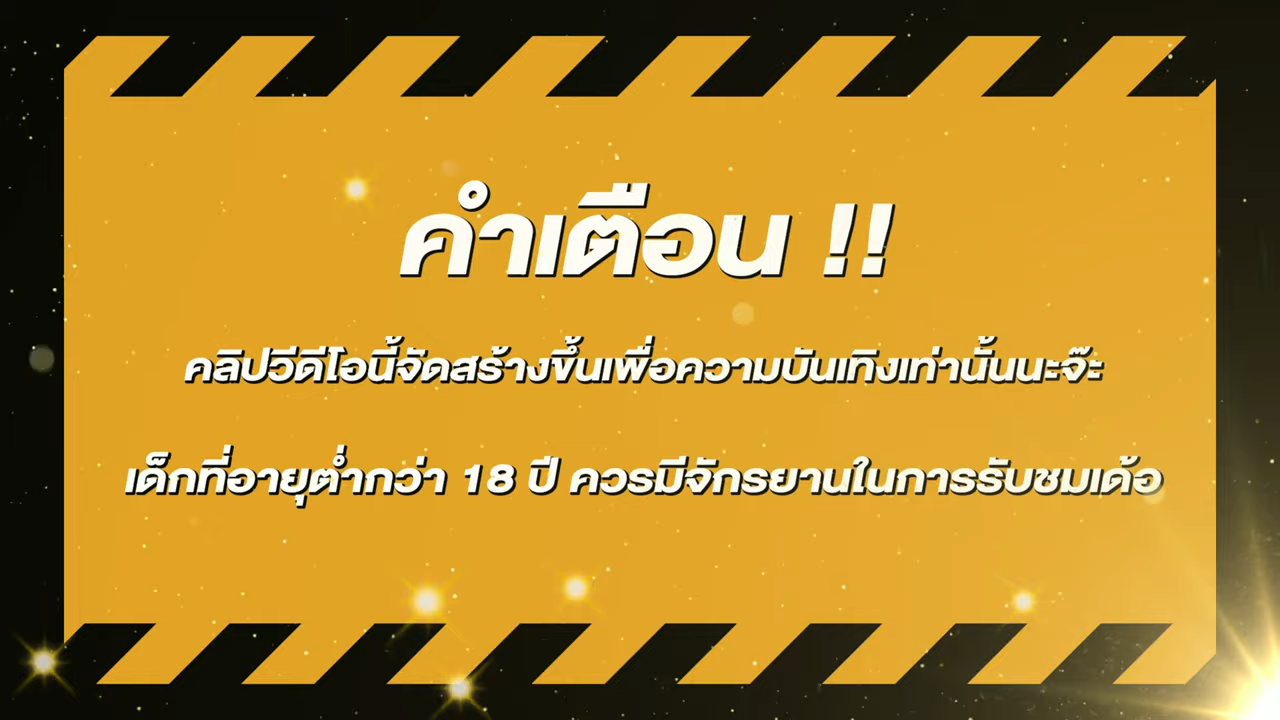 คำเตือน !!
คลิปวีดีโอนี้จัดสร้างขึ้นเพื่อความบันเทิงเท่านั้นนะจ๊ะ
เด็กที่อายุต่ำกว่า 18 ปี ควรมีจักรยานในการรับชมเด้อ